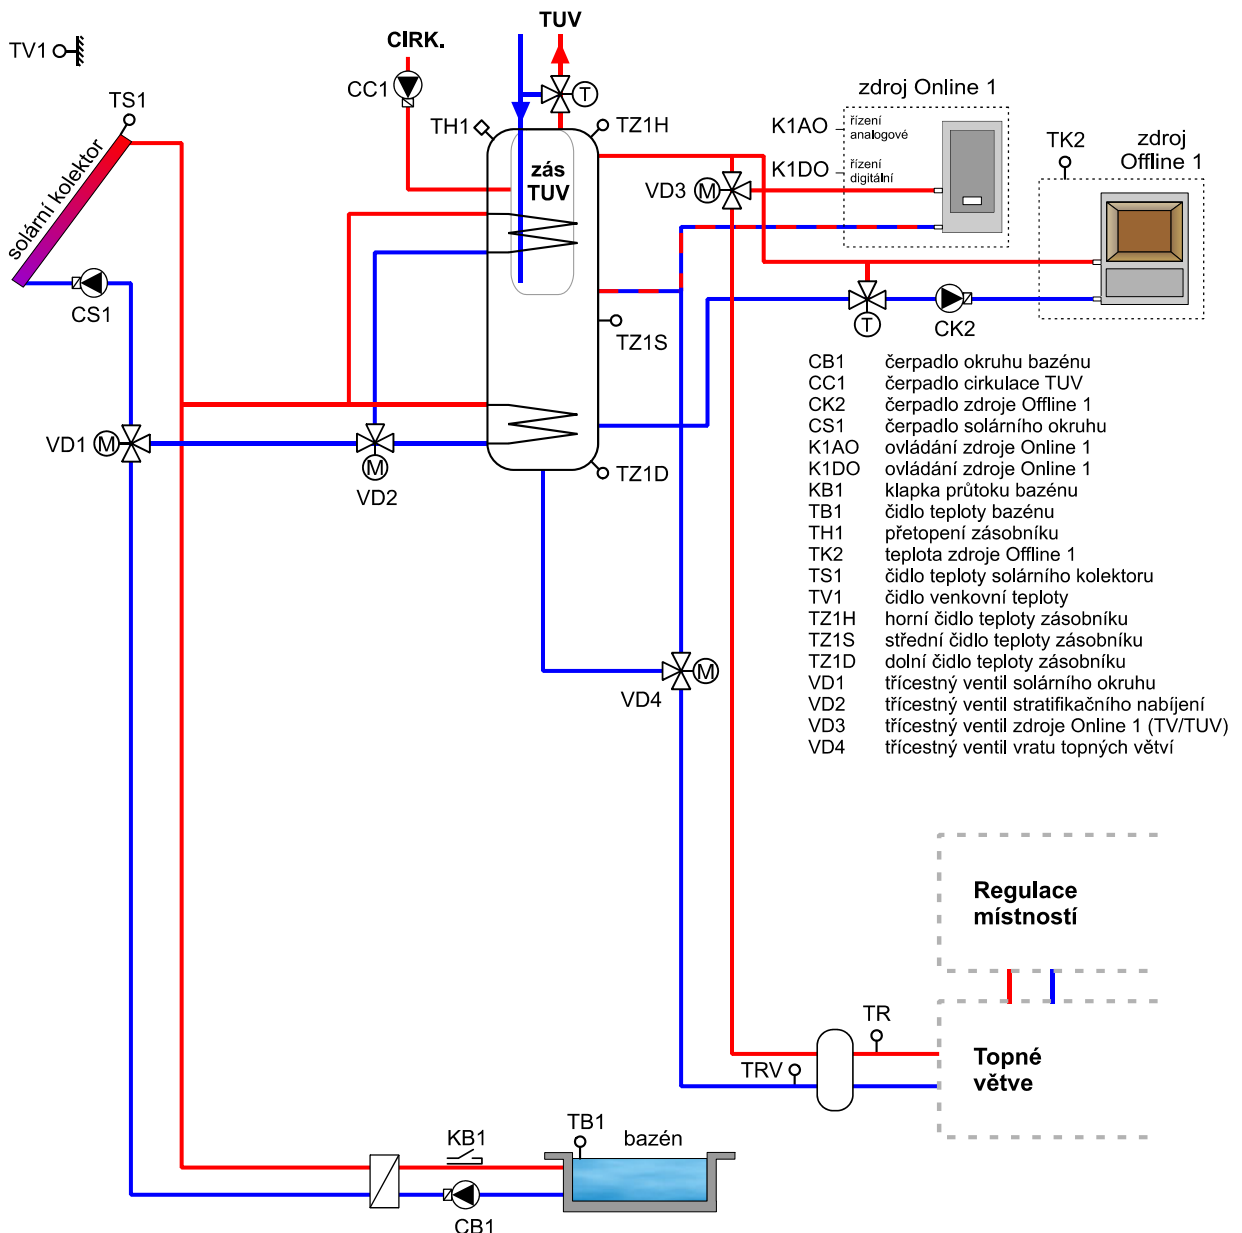 TUV
CIRK.
TV1
CC1
T
zdroj Online 1
TS1
TH1
TZ1H
K1AO
řízení
analogové
TK2
zdroj
Offline 1
solární kolektor
zás
TUV
VD3
M
K1DO
řízení
digitální
CS1
TZ1S
T
CK2
VD1
M
M
VD2
TZ1D
CB1 čerpadlo okruhu bazénu
CC1 čerpadlo cirkulace TUV
CK2 čerpadlo zdroje Offline 1
CS1 čerpadlo solárního okruhu
K1AO ovládání zdroje Online 1
K1DO ovládání zdroje Online 1
KB1 klapka průtoku bazénu
TB1 čidlo teploty bazénu
TH1 přetopení zásobníku
TK2 teplota zdroje Offline 1
TS1 čidlo teploty solárního kolektoru
TV1 čidlo venkovní teploty
TZ1H horní čidlo teploty zásobníku
TZ1S střední čidlo teploty zásobníku
TZ1D dolní čidlo teploty zásobníku
VD1 třícestný ventil solárního okruhu
VD2 třícestný ventil stratifikačního nabíjení
VD3 třícestný ventil zdroje Online 1 (TV/TUV)
VD4 třícestný ventil vratu topných větví
M
VD4
Regulace
místností
TR
TRV
Topné
větve
KB1
TB1
bazén
CB1